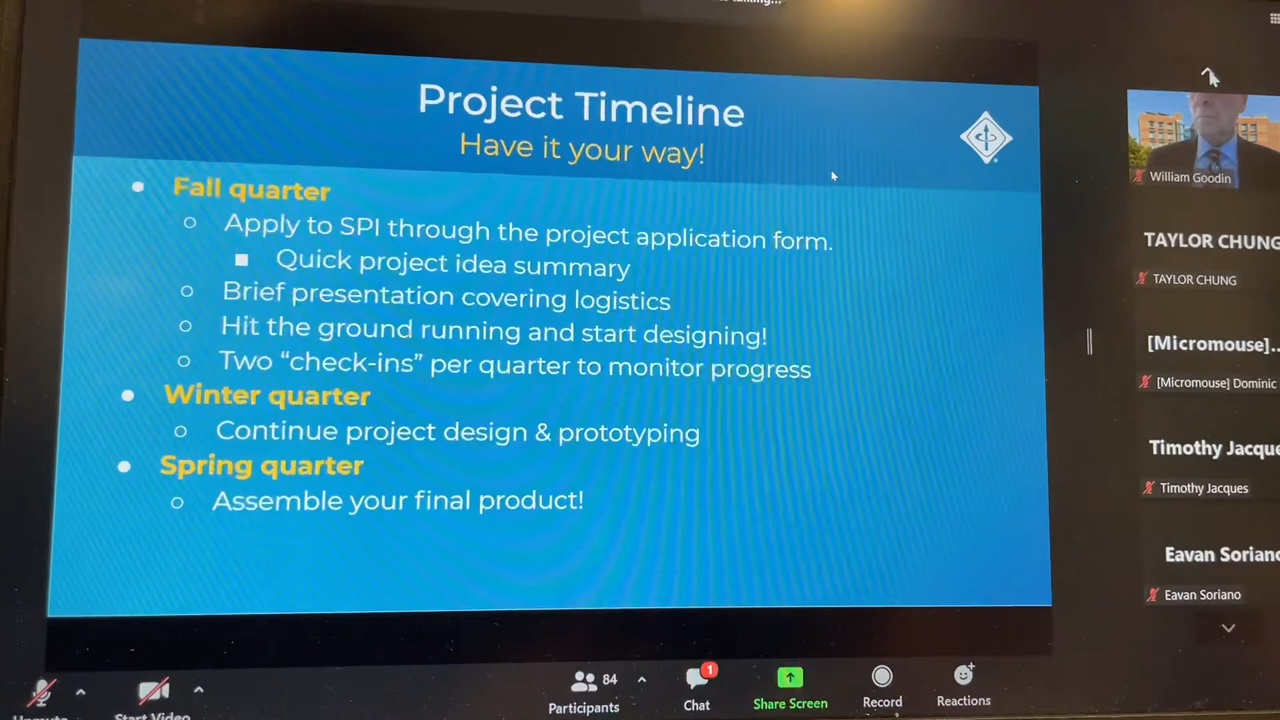 talking...
Project Timeline
Have it your way!
Fall quarter
Apply to SPI through the project application form.
Quick project idea summary
Brief presentation covering logistics
Hit the ground running and start designing!
Two “check-ins” per quarter to monitor progress
Winter quarter
Continue project design & prototyping
Spring quarter
Assemble your final product!
William Goodin
TAYLOR CHUNG
TAYLOR CHUNG
[Micromouse]...
[Micromouse] Dominic
Timothy Jacque
Timothy Jacques
Eavan Soriano
Eavan Soriano
Unmute
Start Video
84
Participants
1
Chat
Share Screen
Record
Reactions